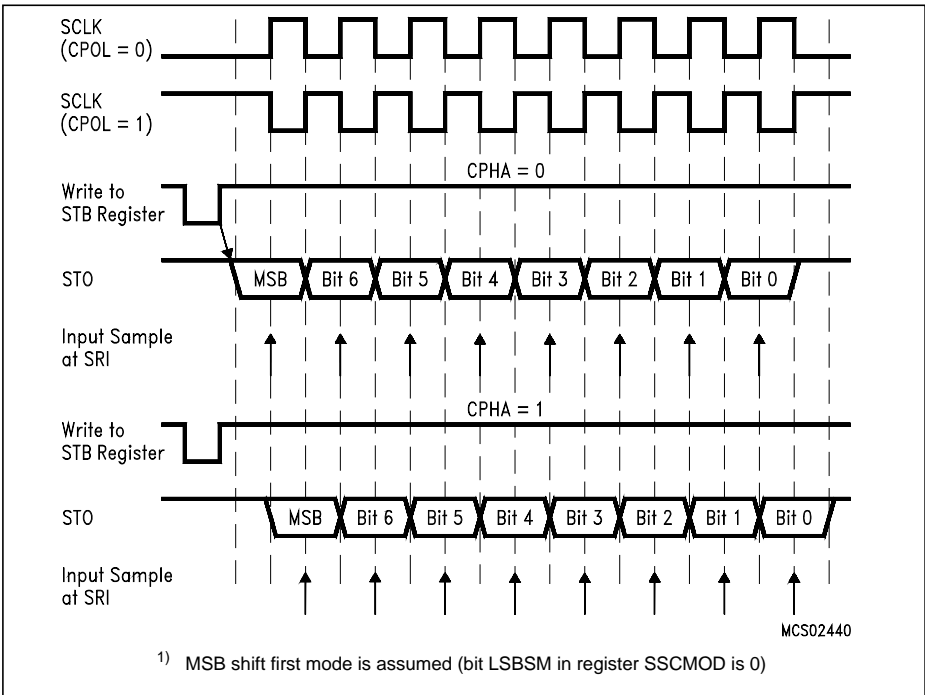 SCLK
(CPOL = 0)
SCLK
(CPOL = 1)
CPHA = 0
Write to
STB Register
STO
MSB Bit 6 Bit 5 Bit 4 Bit 3 Bit 2 Bit 1 Bit 0
Input Sample
at SRI
CPHA = 1
Write to
STB Register
STO
MSB Bit 6 Bit 5 Bit 4 Bit 3 Bit 2 Bit 1 Bit 0
Input Sample
at SRI
MCS02440
1) MSB shift first mode is assumed (bit LSBSM in register SSCMOD is 0)